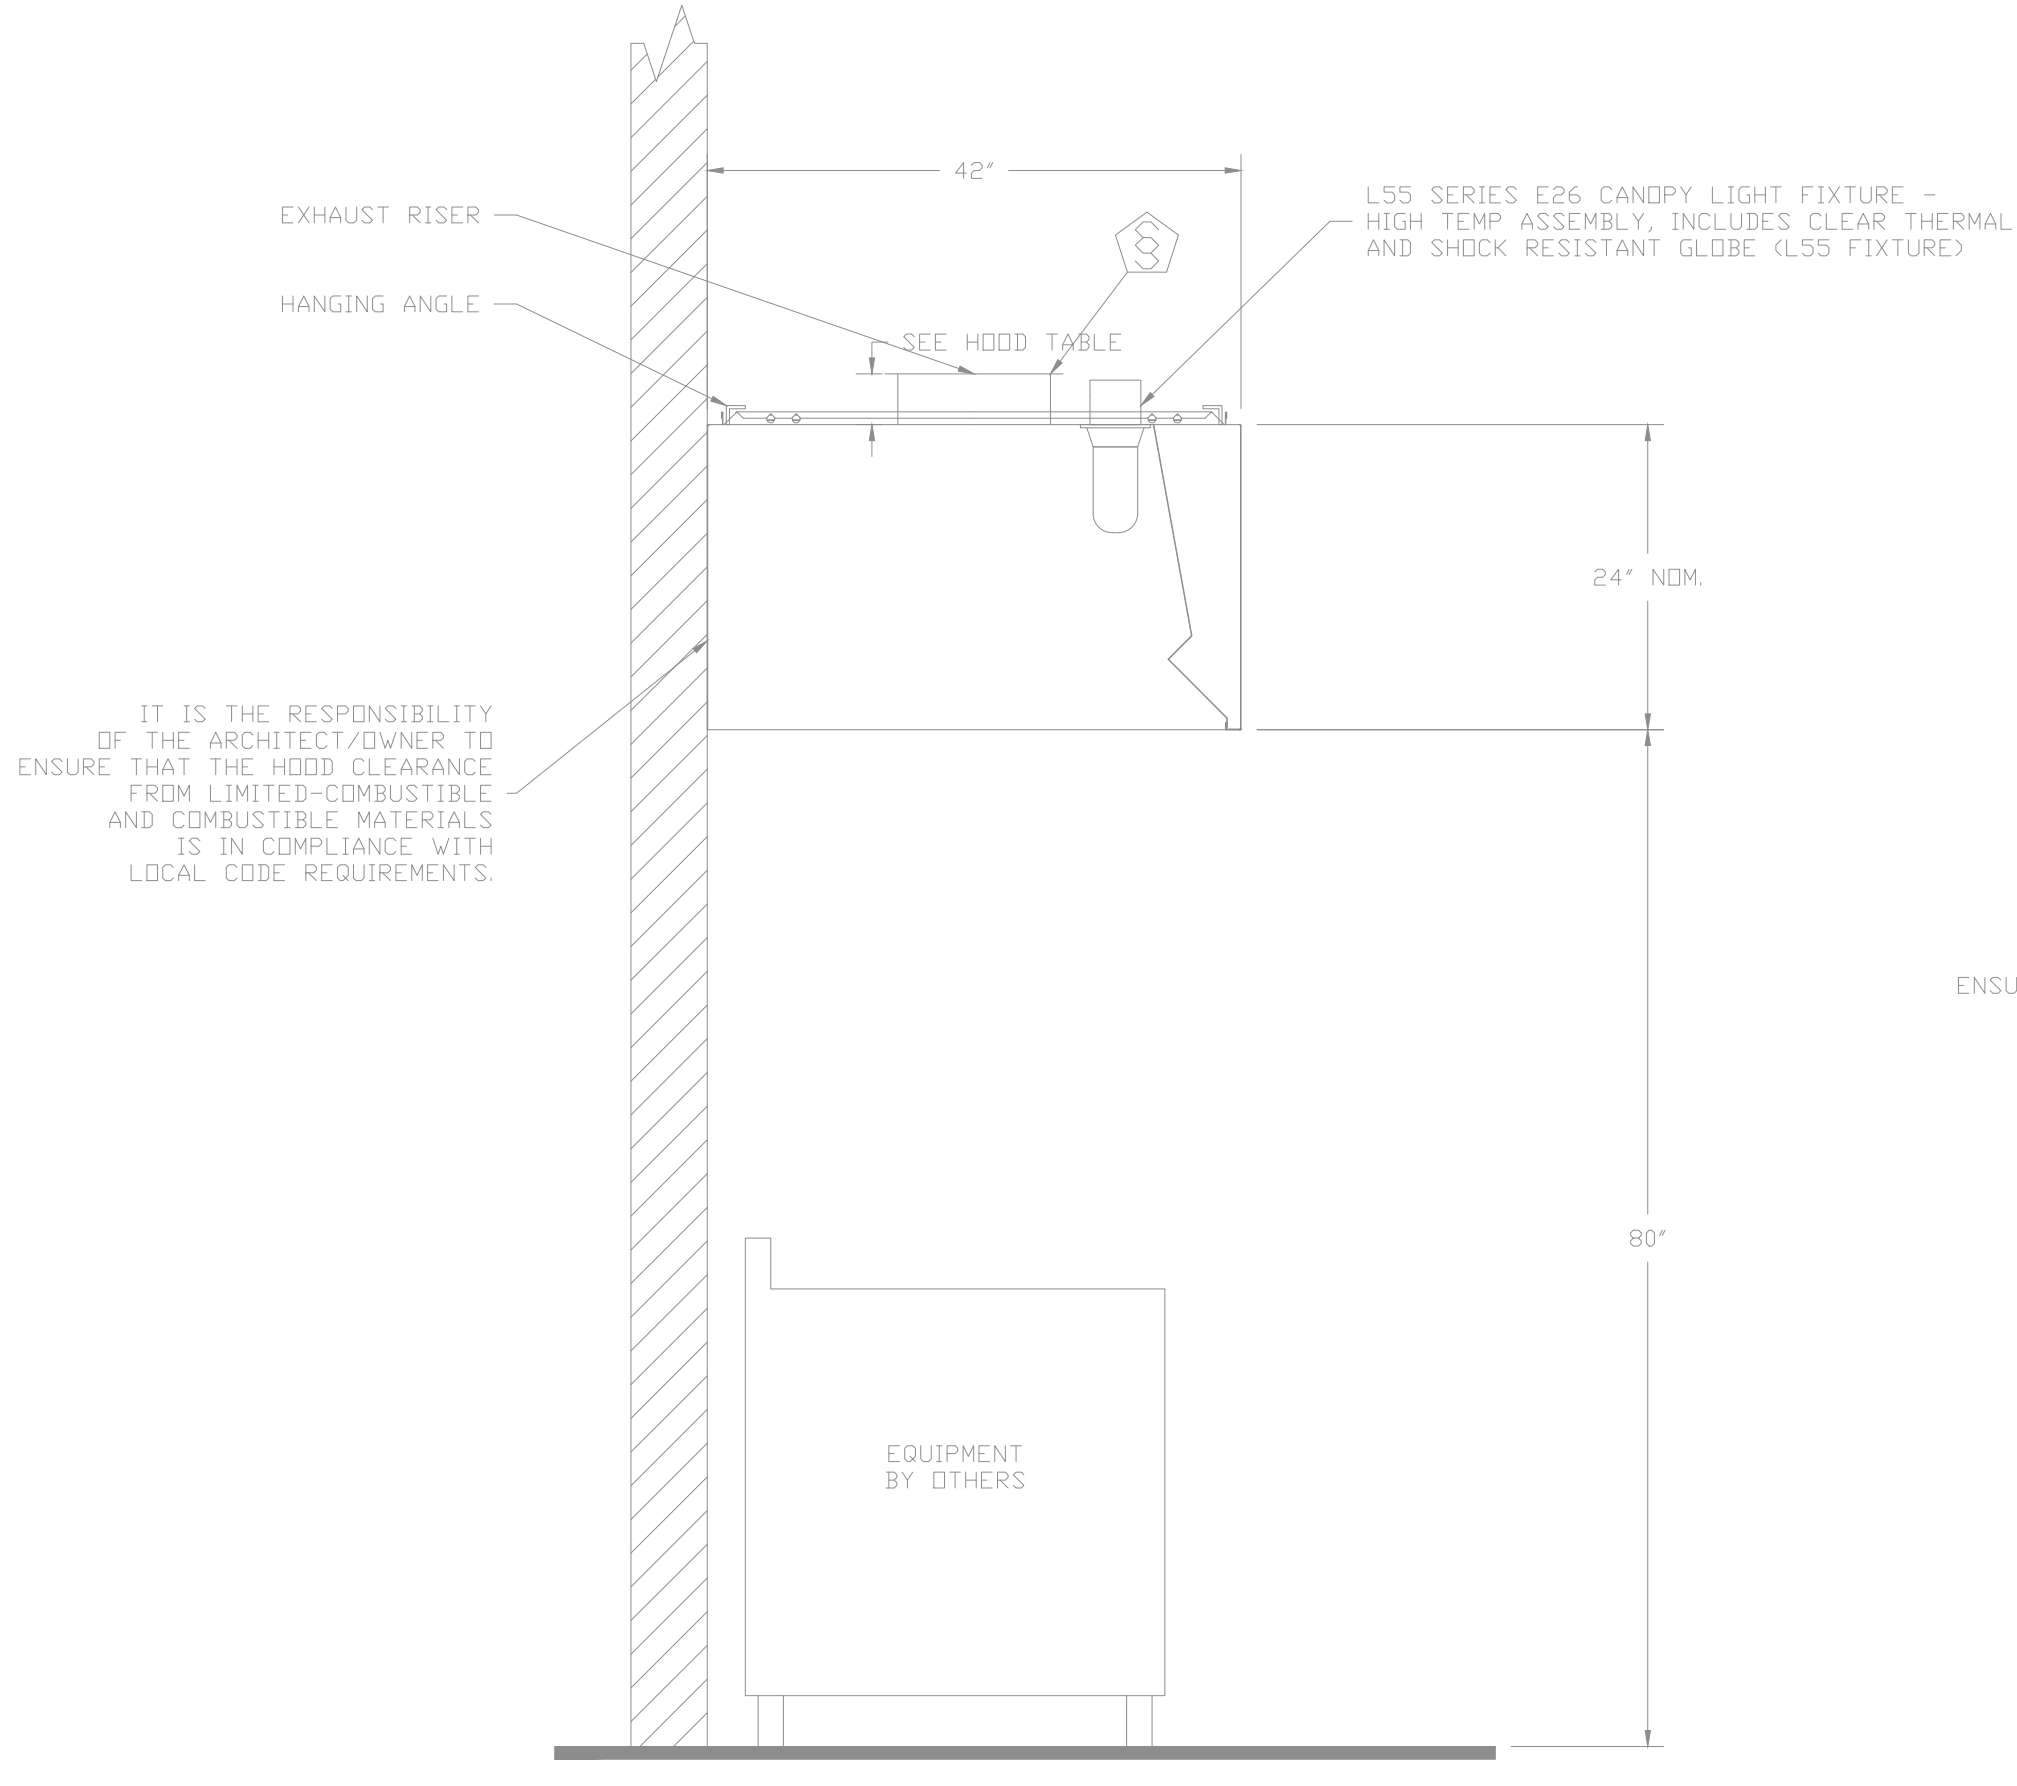 42"
EXHAUST RISER
L55 SERIES E26 CANOPY LIGHT FIXTURE -
HIGH TEMP ASSEMBLY, INCLUDES CLEAR THERMAL
AND SHOCK RESISTANT GLOBE (L55 FIXTURE)
HANGING ANGLE
SEE HOOD TABLE
24" NOM.
IT IS THE RESPONSIBILITY
OF THE ARCHITECT/OWNER TO
ENSURE THAT THE HOOD CLEARANCE
FROM LIMITED-COMBUSTIBLE
AND COMBUSTIBLE MATERIALS
IS IN COMPLIANCE WITH
LOCAL CODE REQUIREMENTS.
80"
EQUIPMENT
BY OTHERS